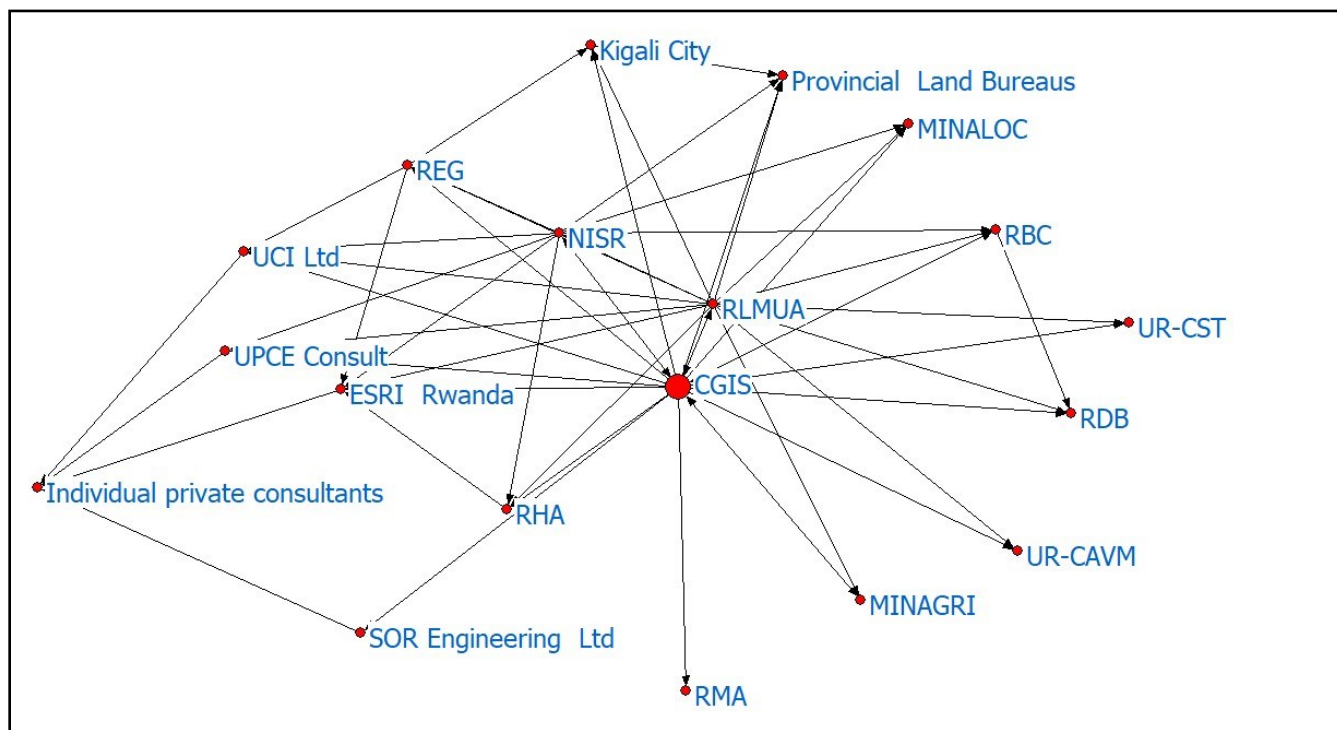 Kigali City
Provincial Land Bureaus
MINALOC
REG
NISR
RBC
UCI Ltd
RLMUA
UR-CST
UPCE Consult
CGIS
ESRI Rwanda
RDB
Individual private consultants
RHA
UR-CAVM
MINAGRI
SOR Engineering Ltd
RMA